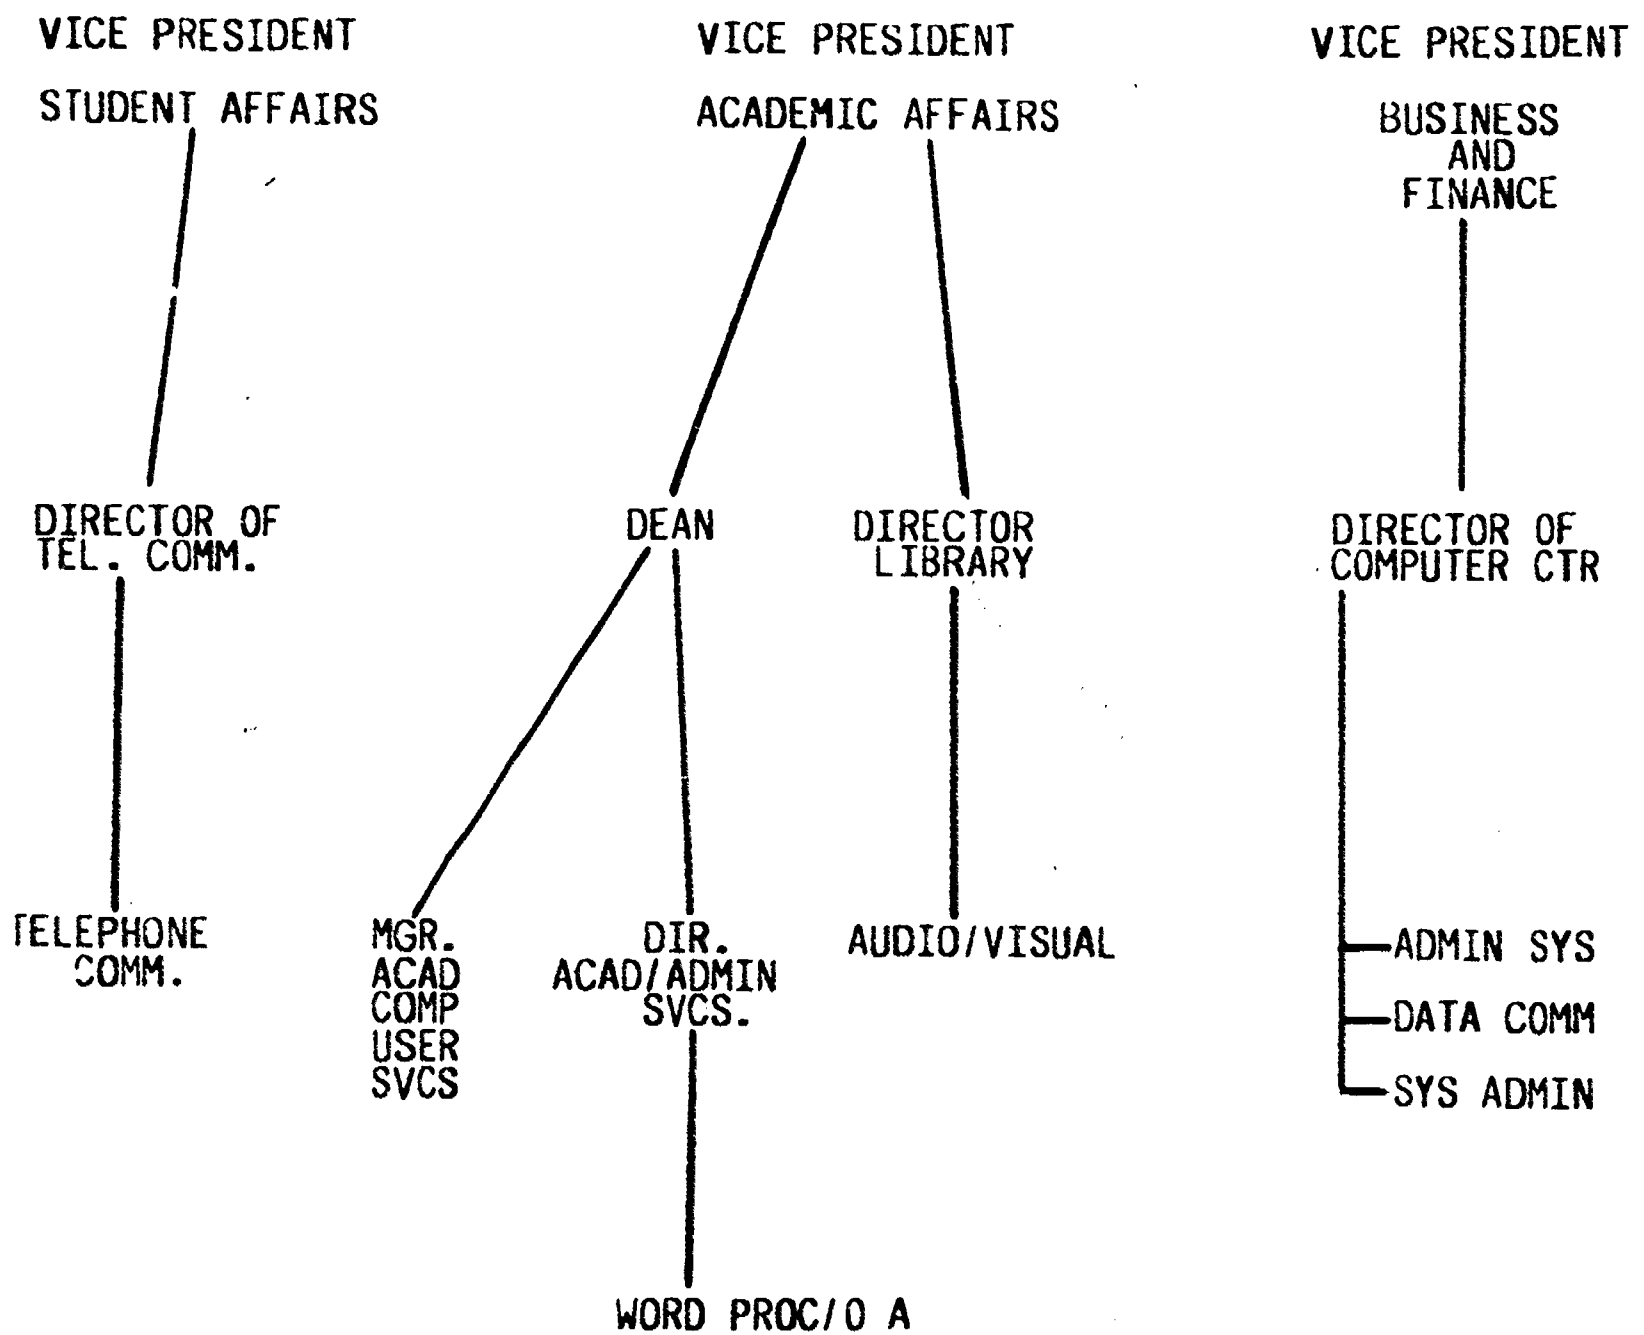 VICE PRESIDENT
STUDENT AFFAIRS
VICE PRESIDENT
ACADEMIC AFFAIRS
VICE PRESIDENT
BUSINESS
AND
FINANCE
DIRECTOR OF
TEL. COMM.
DEAN
DIRECTOR
LIBRARY
DIRECTOR OF
COMPUTER CTR
TELEPHONE
COMM.
MGR.
ACAD
COMP
USER
SVCS
DIR.
ACAD/ADMIN
SVCS.
AUDIO/VISUAL
ADMIN SYS
DATA COMM
SYS ADMIN
WORD PROC/O A